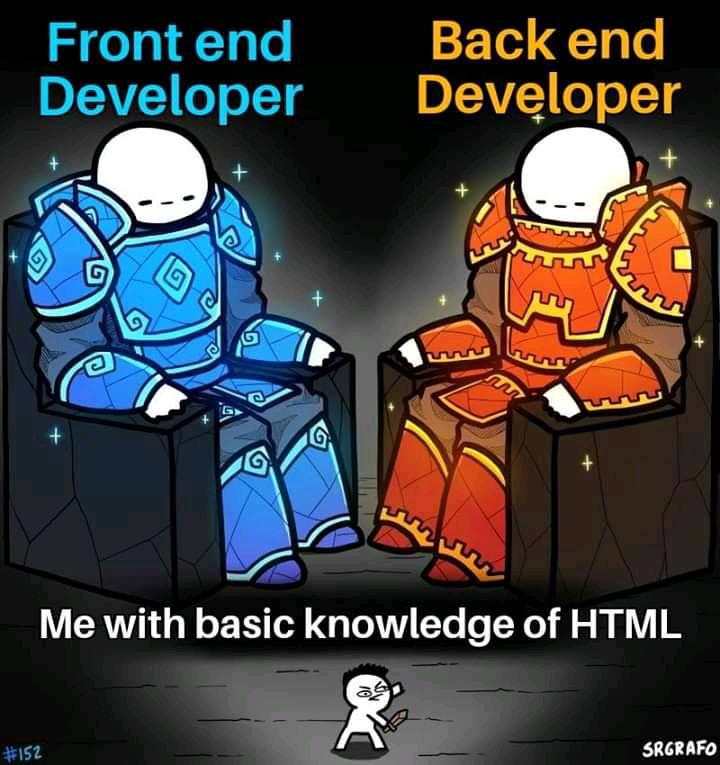 Front end
Developer
Back end
Developer
Me with basic knowledge of HTML
#152
SRGRAFO